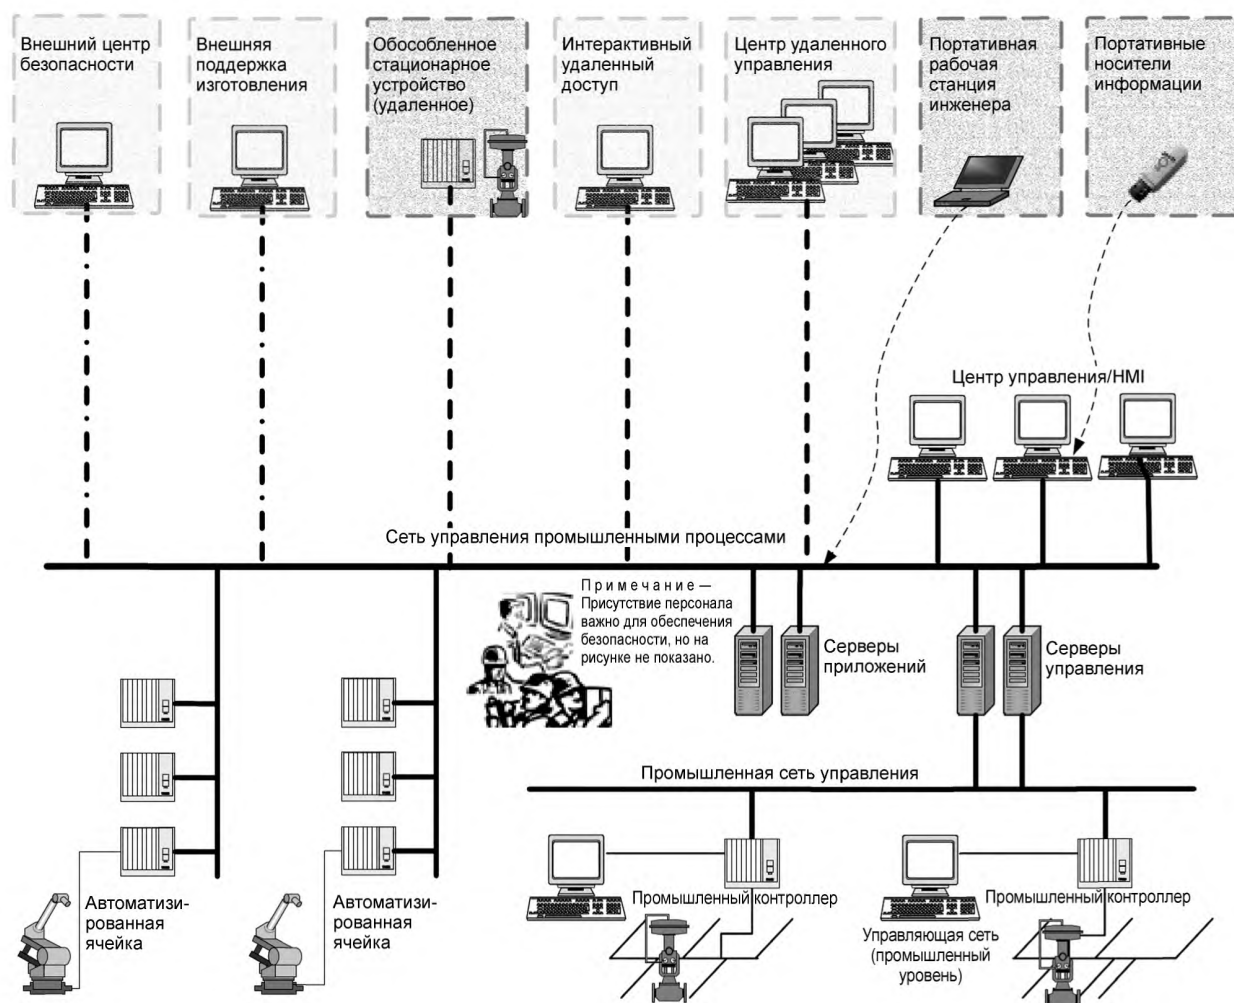 Внешний центр
безопасности
Внешняя
поддержка
изготовления
Обособленное
стационарное
устройство
(удаленное)
Интерактивный
удаленный
доступ
Центр удаленного
управления
Портативная
рабочая
станция
инженера
Портативные
носители
информации
Центр управления/HMI
Сеть управления промышленными процессами
Примечание —
Присутствие персонала
важно для обеспечения
безопасности, но на
рисунке не показано.
Серверы
приложений
Серверы
управления
Промышленная сеть управления
Автоматизи-
рованная
ячейка
Автоматизи-
рованная
ячейка
Промышленный контроллер
Промышленный контроллер
Управляющая сеть
(промышленный
уровень)